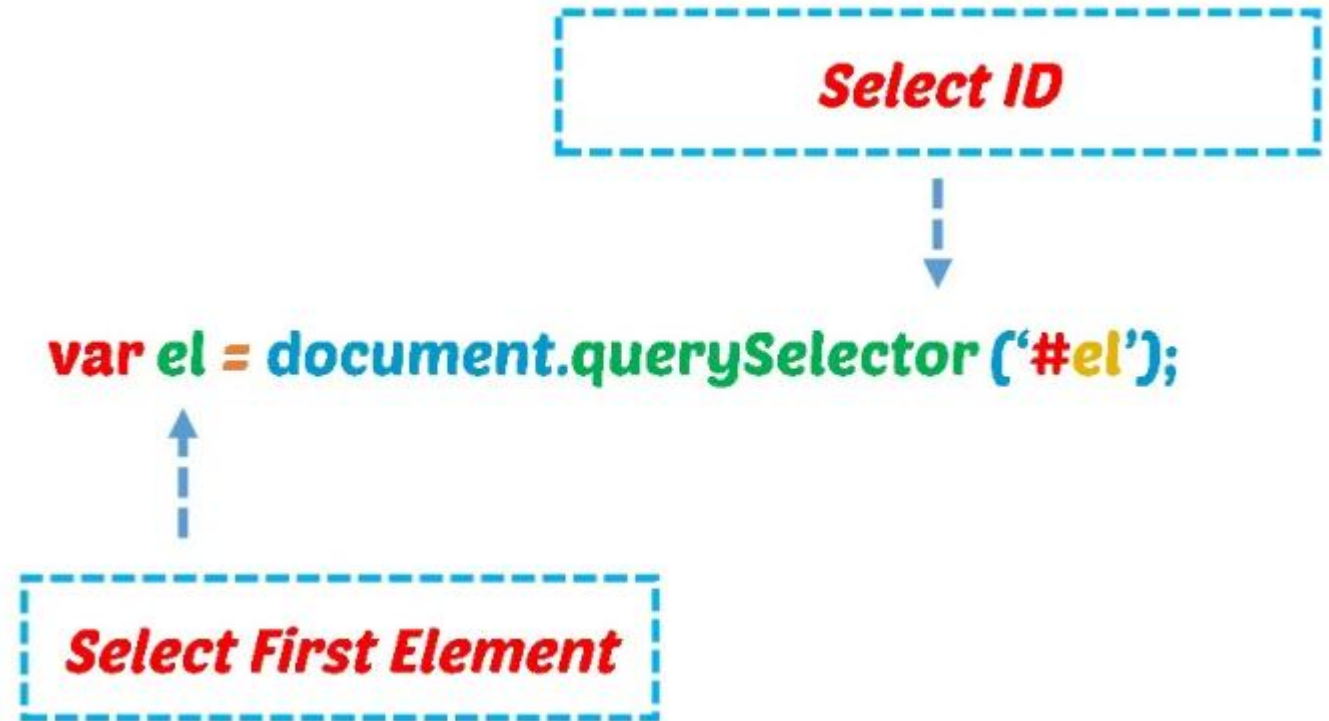 Select ID
var el = document.querySelector (‘#el’);
Select First Element